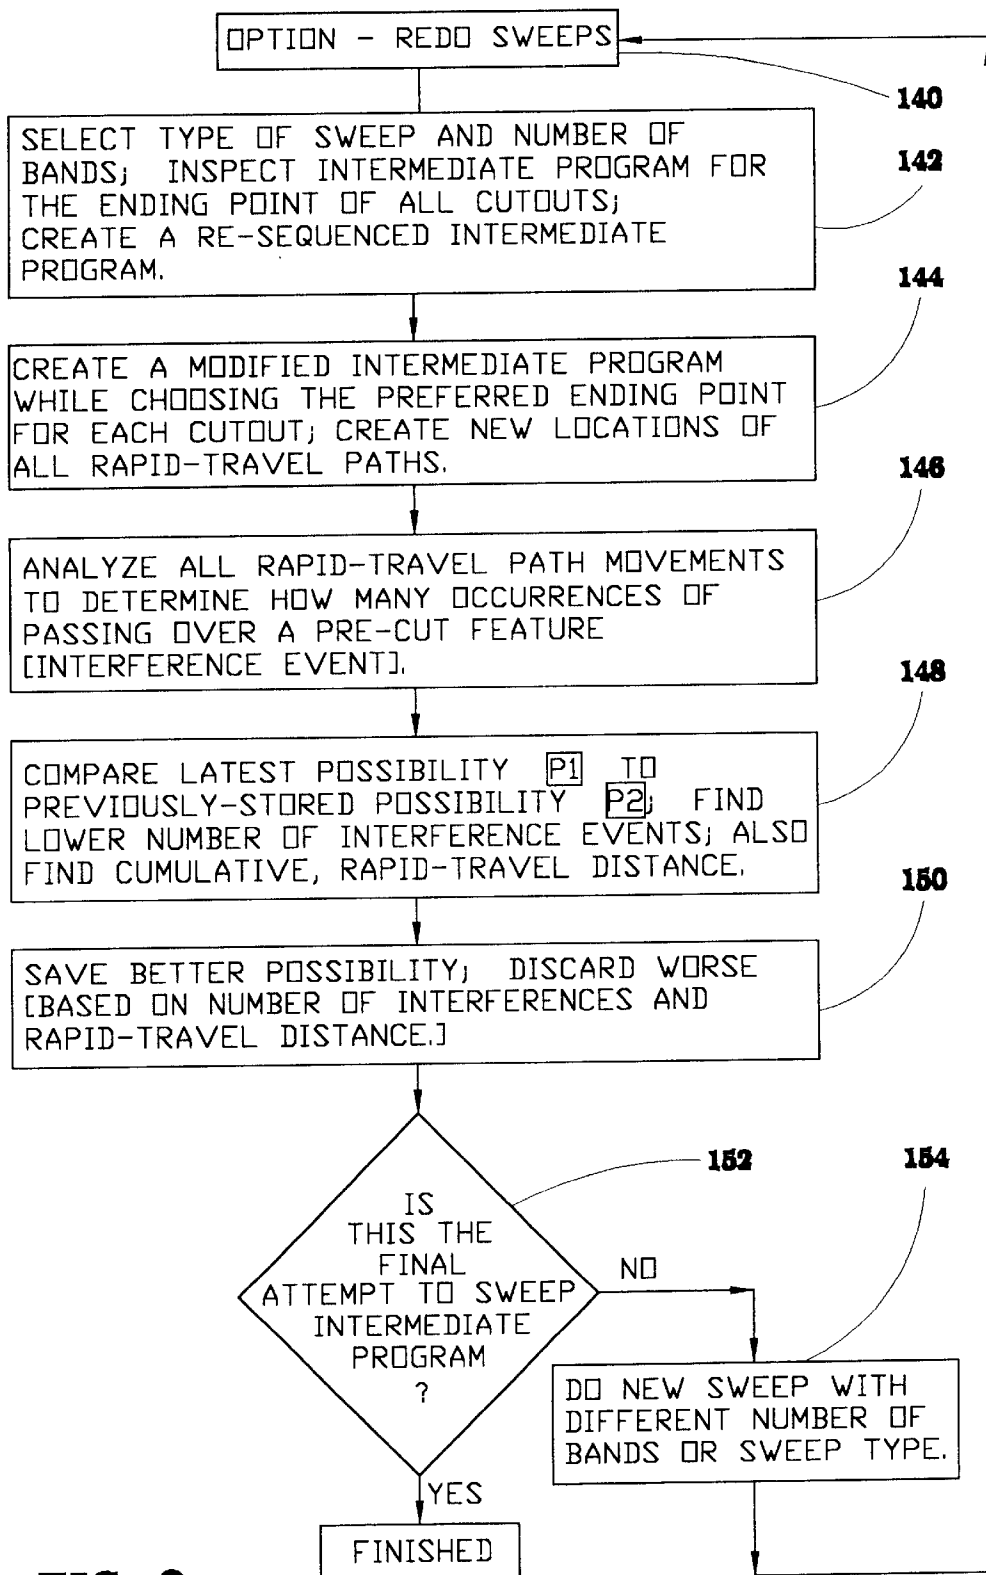 OPTION - REDO SWEEPS
140
SELECT TYPE OF SWEEP AND NUMBER OF
BANDS; INSPECT INTERMEDIATE PROGRAM FOR
THE ENDING POINT OF ALL CUTOUTS;
CREATE A RE-SEQUENCED INTERMEDIATE
PROGRAM.
142
144
CREATE A MODIFIED INTERMEDIATE PROGRAM
WHILE CHOOSING THE PREFERRED ENDING POINT
FOR EACH CUTOUT; CREATE NEW LOCATIONS OF
ALL RAPID-TRAVEL PATHS.
146
ANALYZE ALL RAPID-TRAVEL PATH MOVEMENTS
TO DETERMINE HOW MANY OCCURRENCES OF
PASSING OVER A PRE-CUT FEATURE
[INTERFERENCE EVENT].
148
COMPARE LATEST POSSIBILITY P1 TO
PREVIOUSLY-STORED POSSIBILITY P2; FIND
LOWER NUMBER OF INTERFERENCE EVENTS; ALSO
FIND CUMULATIVE, RAPID-TRAVEL DISTANCE.
150
SAVE BETTER POSSIBILITY; DISCARD WORSE
[BASED ON NUMBER OF INTERFERENCES AND
RAPID-TRAVEL DISTANCE.]
152
154
IS
THIS THE
FINAL
ATTEMPT TO SWEEP
INTERMEDIATE
PROGRAM
?
NO
DO NEW SWEEP WITH
DIFFERENT NUMBER OF
BANDS OR SWEEP TYPE.
YES
FINISHED